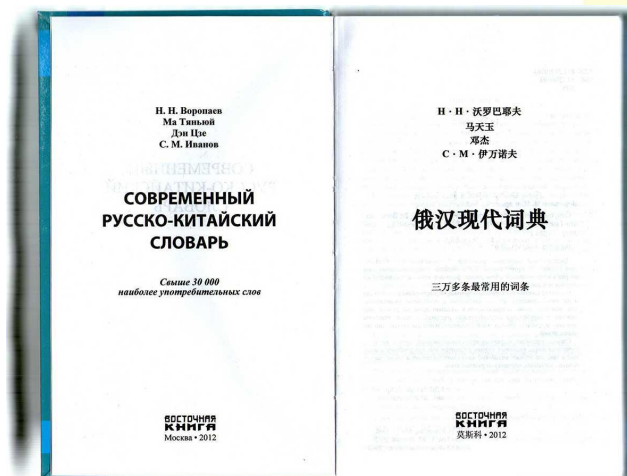 Н. Н. Воропаев
Ма Тяньюй
Дэн Цзе
С. М. Иванов
СОВРЕМЕННЫЙ
РУССКО-КИТАЙСКИЙ
СЛОВАРЬ
Свыше 30 000
наиболее употребительных слов
ВОСТОЧНАЯ
КНИГА
Москва • 2012
Н · Н · 沃罗巴耶夫
马天玉
邓杰
С · М · 伊万诺夫
俄汉现代词典
三万多条最常用的词条
ВОСТОЧНАЯ
КНИГА
莫斯科 • 2012